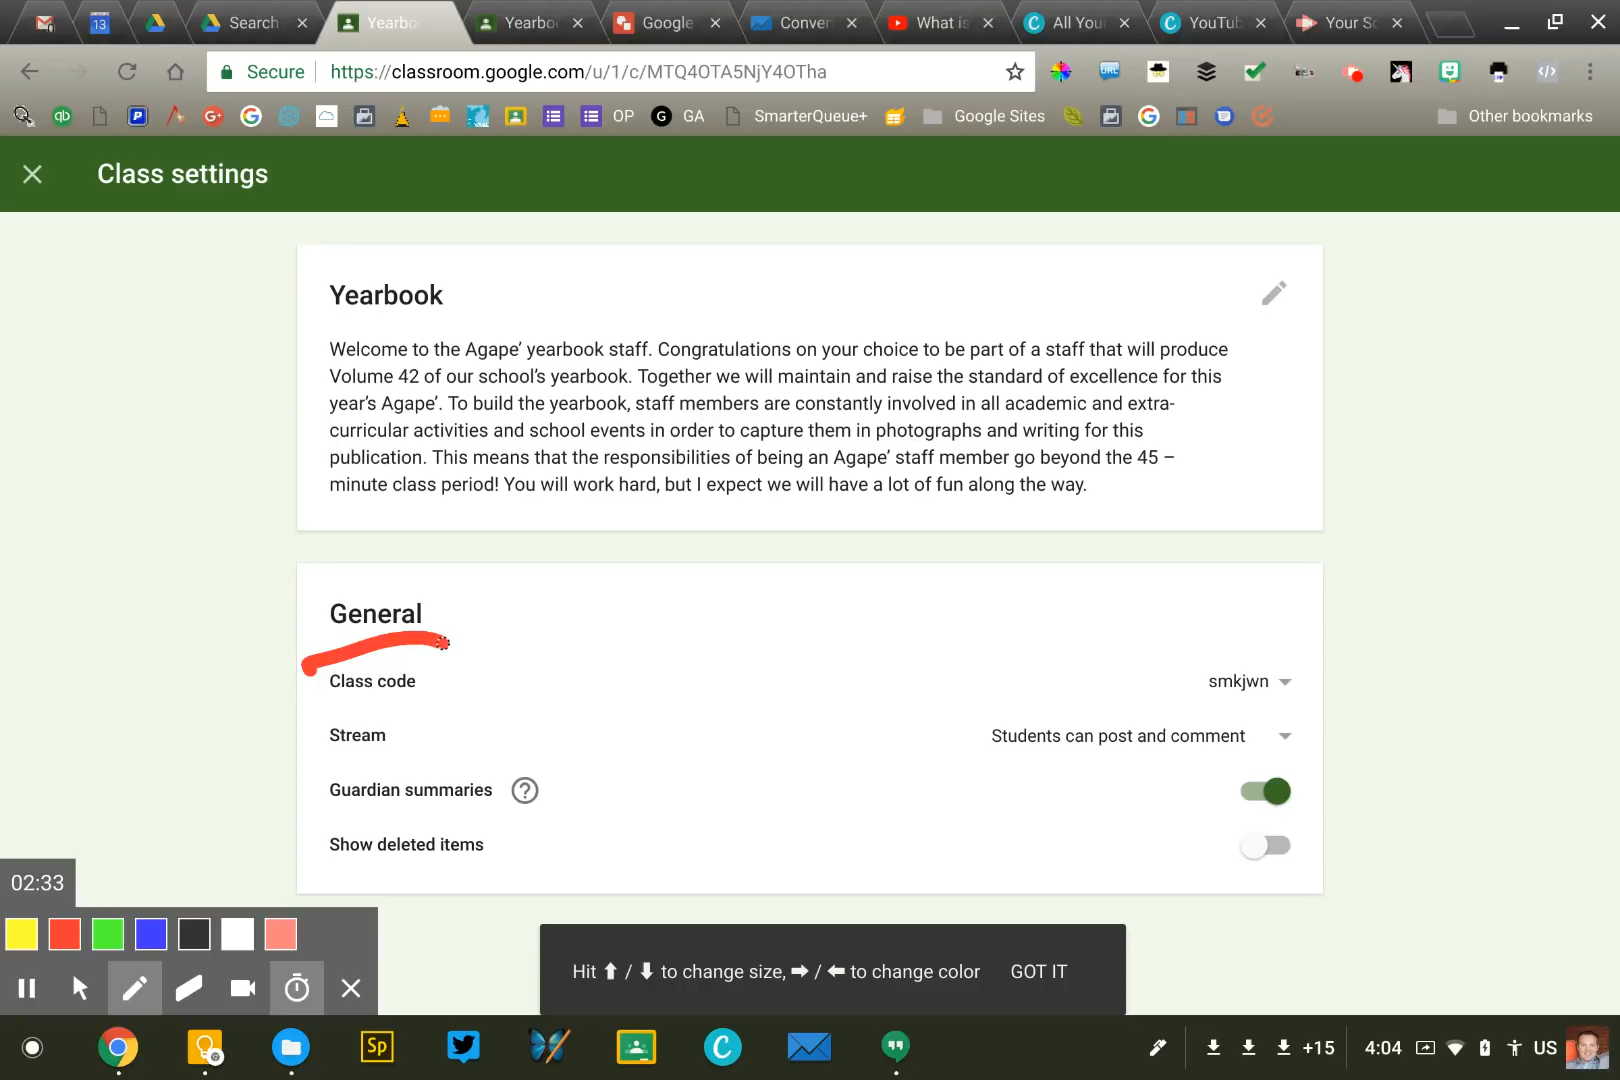 Search
Yearbo
Yearboo
Google
Conver
What is
All You
YouTub
Your Sc
13
Secure
https://classroom.google.com/u/1/c/MTQ4OTA5NjY4OTha
URL
qb
P
G+
G
OP
G
GA
SmarterQueue+
Google Sites
G
Other bookmarks
Class settings
Yearbook
Welcome to the Agape’ yearbook staff. Congratulations on your choice to be part of a staff that will produce
Volume 42 of our school’s yearbook. Together we will maintain and raise the standard of excellence for this
year’s Agape’. To build the yearbook, staff members are constantly involved in all academic and extra-
curricular activities and school events in order to capture them in photographs and writing for this
publication. This means that the responsibilities of being an Agape’ staff member go beyond the 45 –
minute class period! You will work hard, but I expect we will have a lot of fun along the way.
General
Class code
smkjwn
Stream
Students can post and comment
Guardian summaries
?
Show deleted items
02:33
Hit ⬆ / ⬇ to change size, ➡ / ⬅ to change color
GOT IT
Sp
C
+15
4:04
US